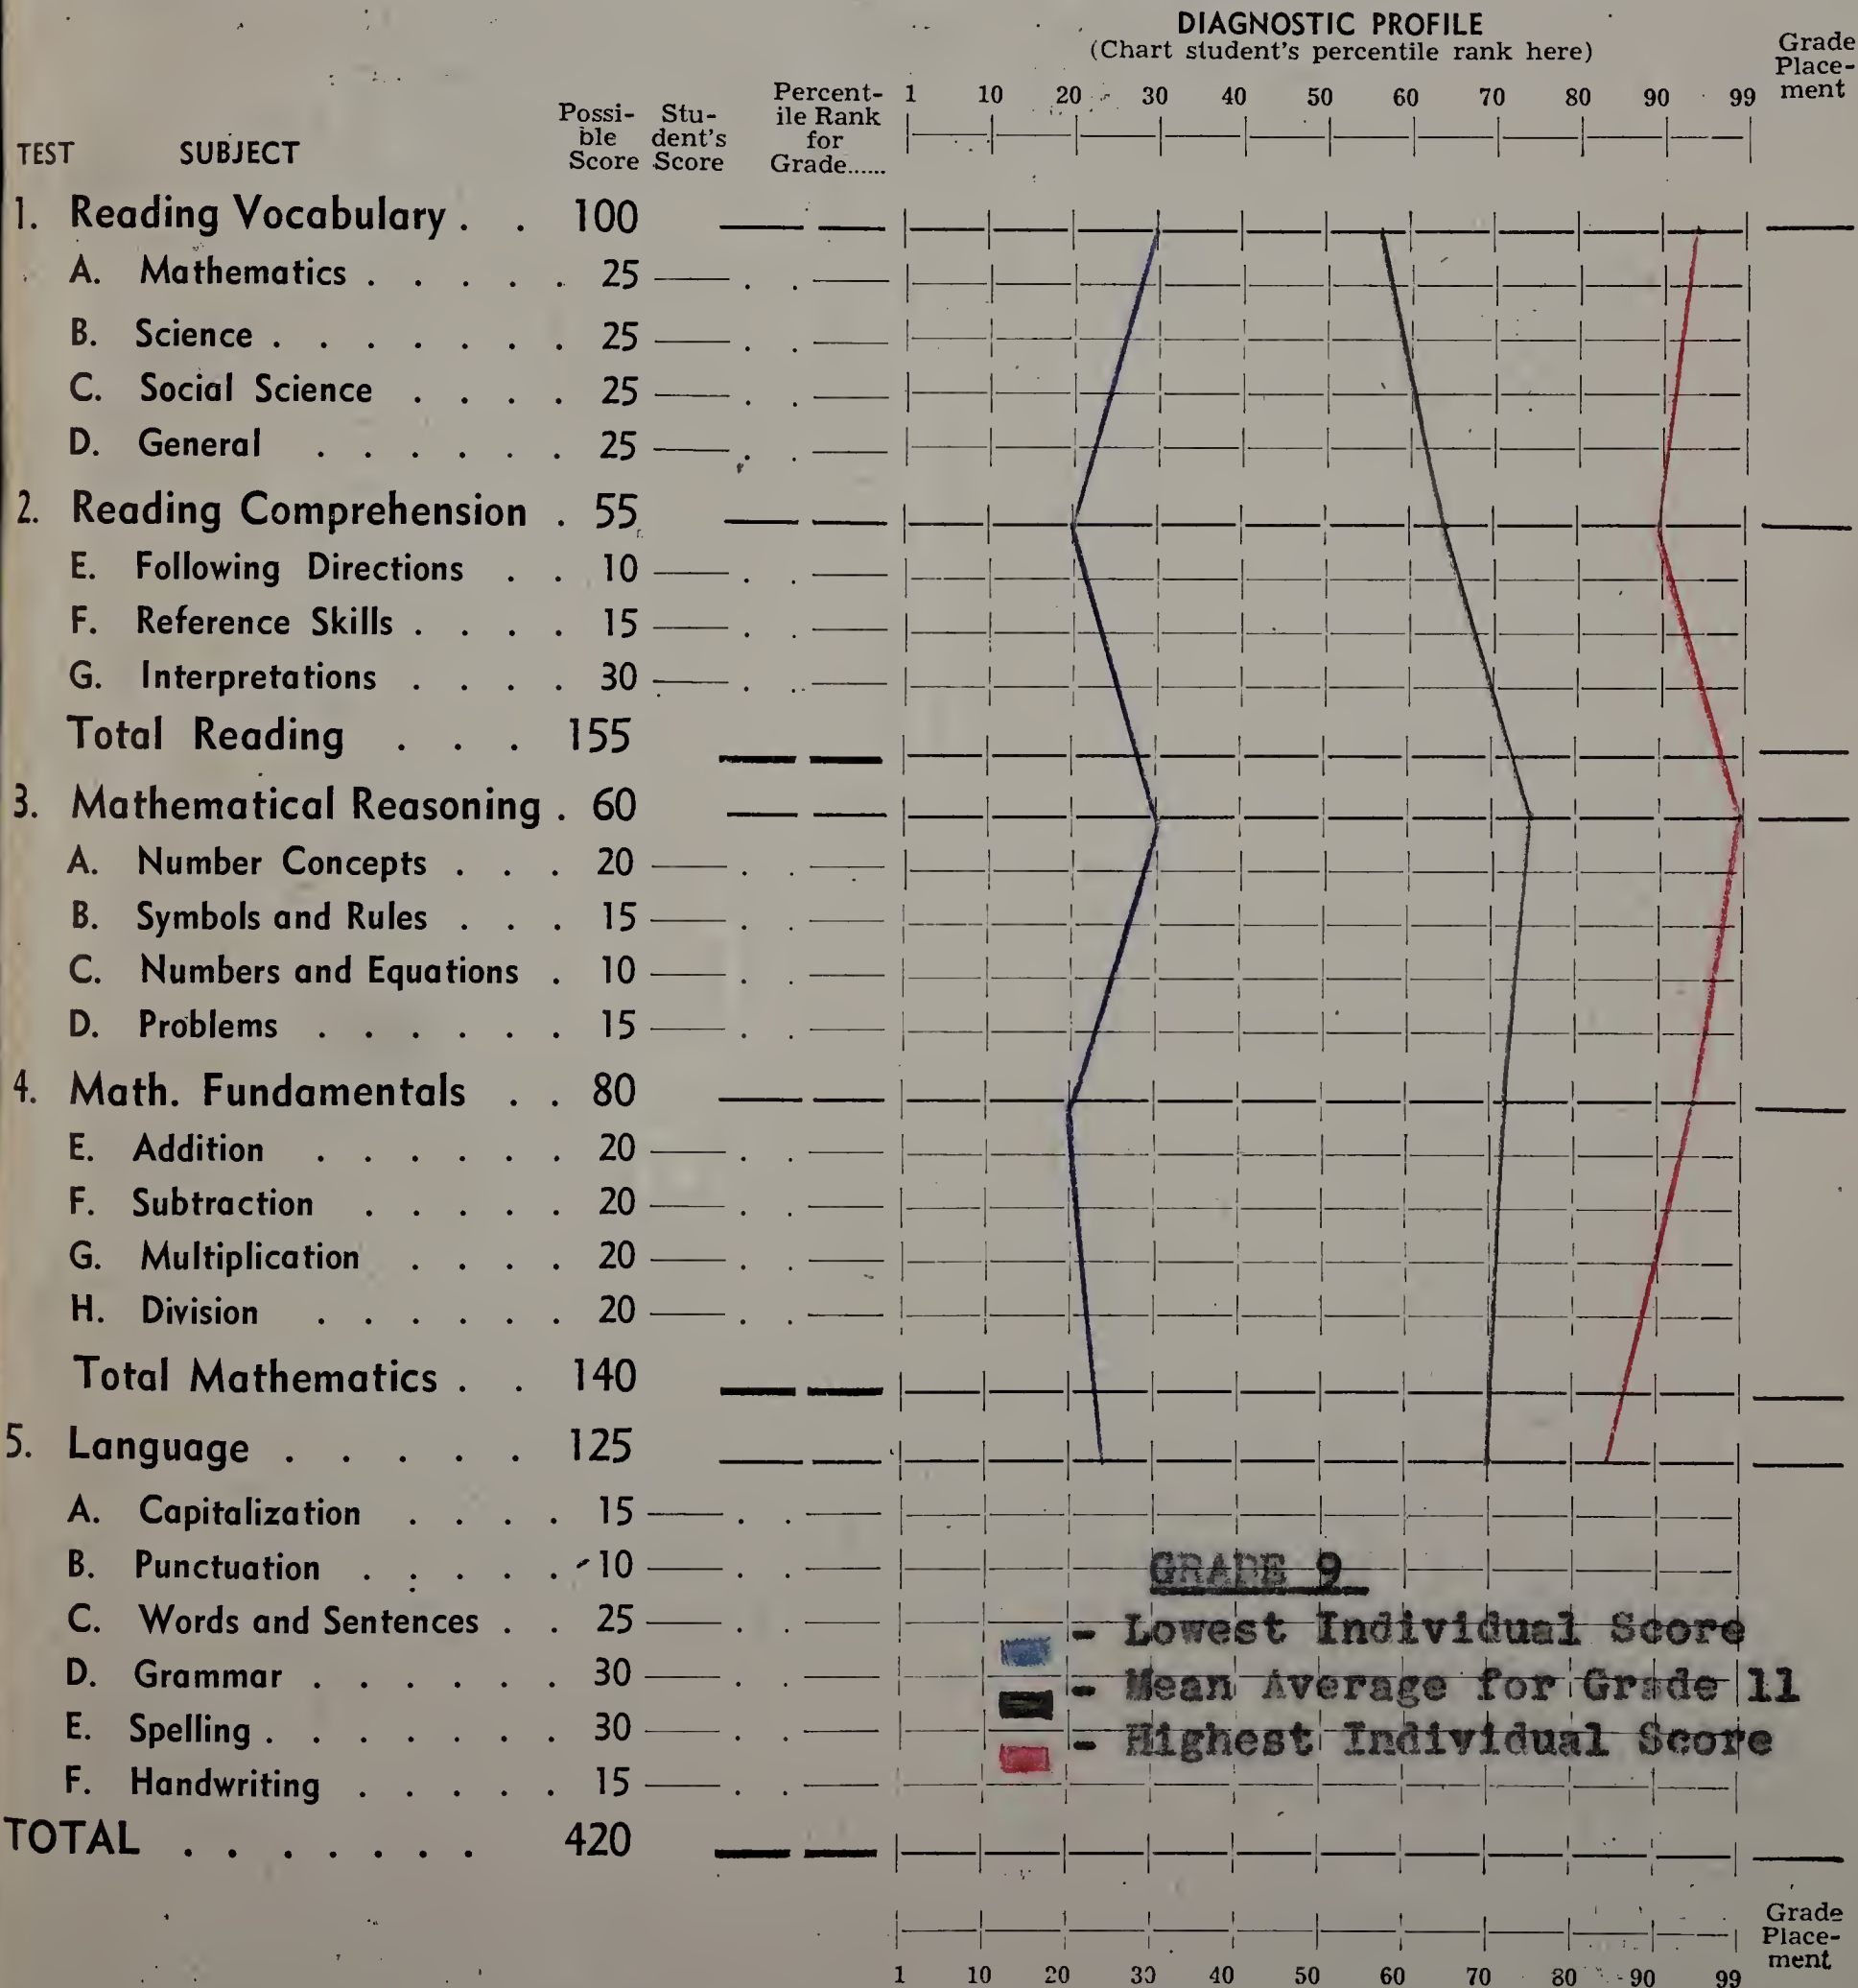 DIAGNOSTIC PROFILE
(Chart student's percentile rank here)
Grade Place- ment
TEST SUBJECT Possi- ble Score Stu- dent's Score Percent- ile Rank for Grade......
1 10 20 30 40 50 60 70 80 90 99
1. Reading Vocabulary . . 100
A. Mathematics . . . . . 25
B. Science . . . . . . . 25
C. Social Science . . . . 25
D. General . . . . . . 25
2. Reading Comprehension . 55
E. Following Directions . . 10
F. Reference Skills . . . . 15
G. Interpretations . . . . 30
Total Reading . . . 155
3. Mathematical Reasoning . 60
A. Number Concepts . . . 20
B. Symbols and Rules . . . 15
C. Numbers and Equations . 10
D. Problems . . . . . . 15
4. Math. Fundamentals . . 80
E. Addition . . . . . . 20
F. Subtraction . . . . . 20
G. Multiplication . . . . 20
H. Division . . . . . . 20
Total Mathematics . . 140
5. Language . . . . . 125
A. Capitalization . . . . 15
B. Punctuation . . . . . 10
GRADE 9
C. Words and Sentences . . 25
- Lowest Individual Score
D. Grammar . . . . . . 30
- Mean Average for Grade 11
E. Spelling . . . . . . . 30
- Highest Individual Score
F. Handwriting . . . . . 15
TOTAL . . . . . . . 420
Grade Place- ment
1 10 20 30 40 50 60 70 80 90 99